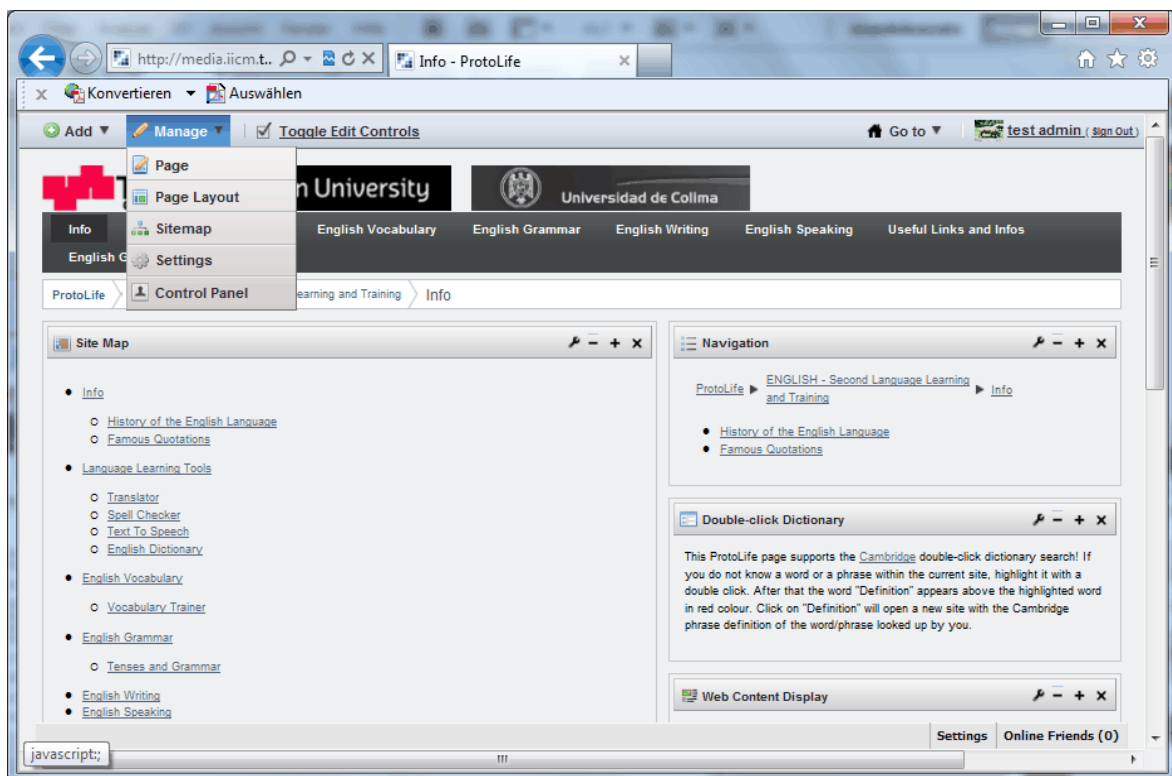 http://media.iicm.t..
Info - ProtoLife
Konvertieren
Auswählen
Add
Manage
Toggle Edit Controls
Go to
test admin ( Sign Out )
Page
Page Layout
Sitemap
Settings
Control Panel
n University
Universidad de Colima
Info
English Vocabulary
English Grammar
English Writing
English Speaking
Useful Links and Infos
English G
ProtoLife
earning and Training
Info
Site Map
Info
History of the English Language
Famous Quotations
Language Learning Tools
Translator
Spell Checker
Text To Speech
English Dictionary
English Vocabulary
Vocabulary Trainer
English Grammar
Tenses and Grammar
English Writing
English Speaking
Navigation
ProtoLife
ENGLISH - Second Language Learning
and Training
Info
History of the English Language
Famous Quotations
Double-click Dictionary
This ProtoLife page supports the Cambridge double-click dictionary search! If
you do not know a word or a phrase within the current site, highlight it with a
double click. After that the word "Definition" appears above the highlighted word
in red colour. Click on "Definition" will open a new site with the Cambridge
phrase definition of the word/phrase looked up by you.
Web Content Display
Settings
Online Friends (0)
javascript:;